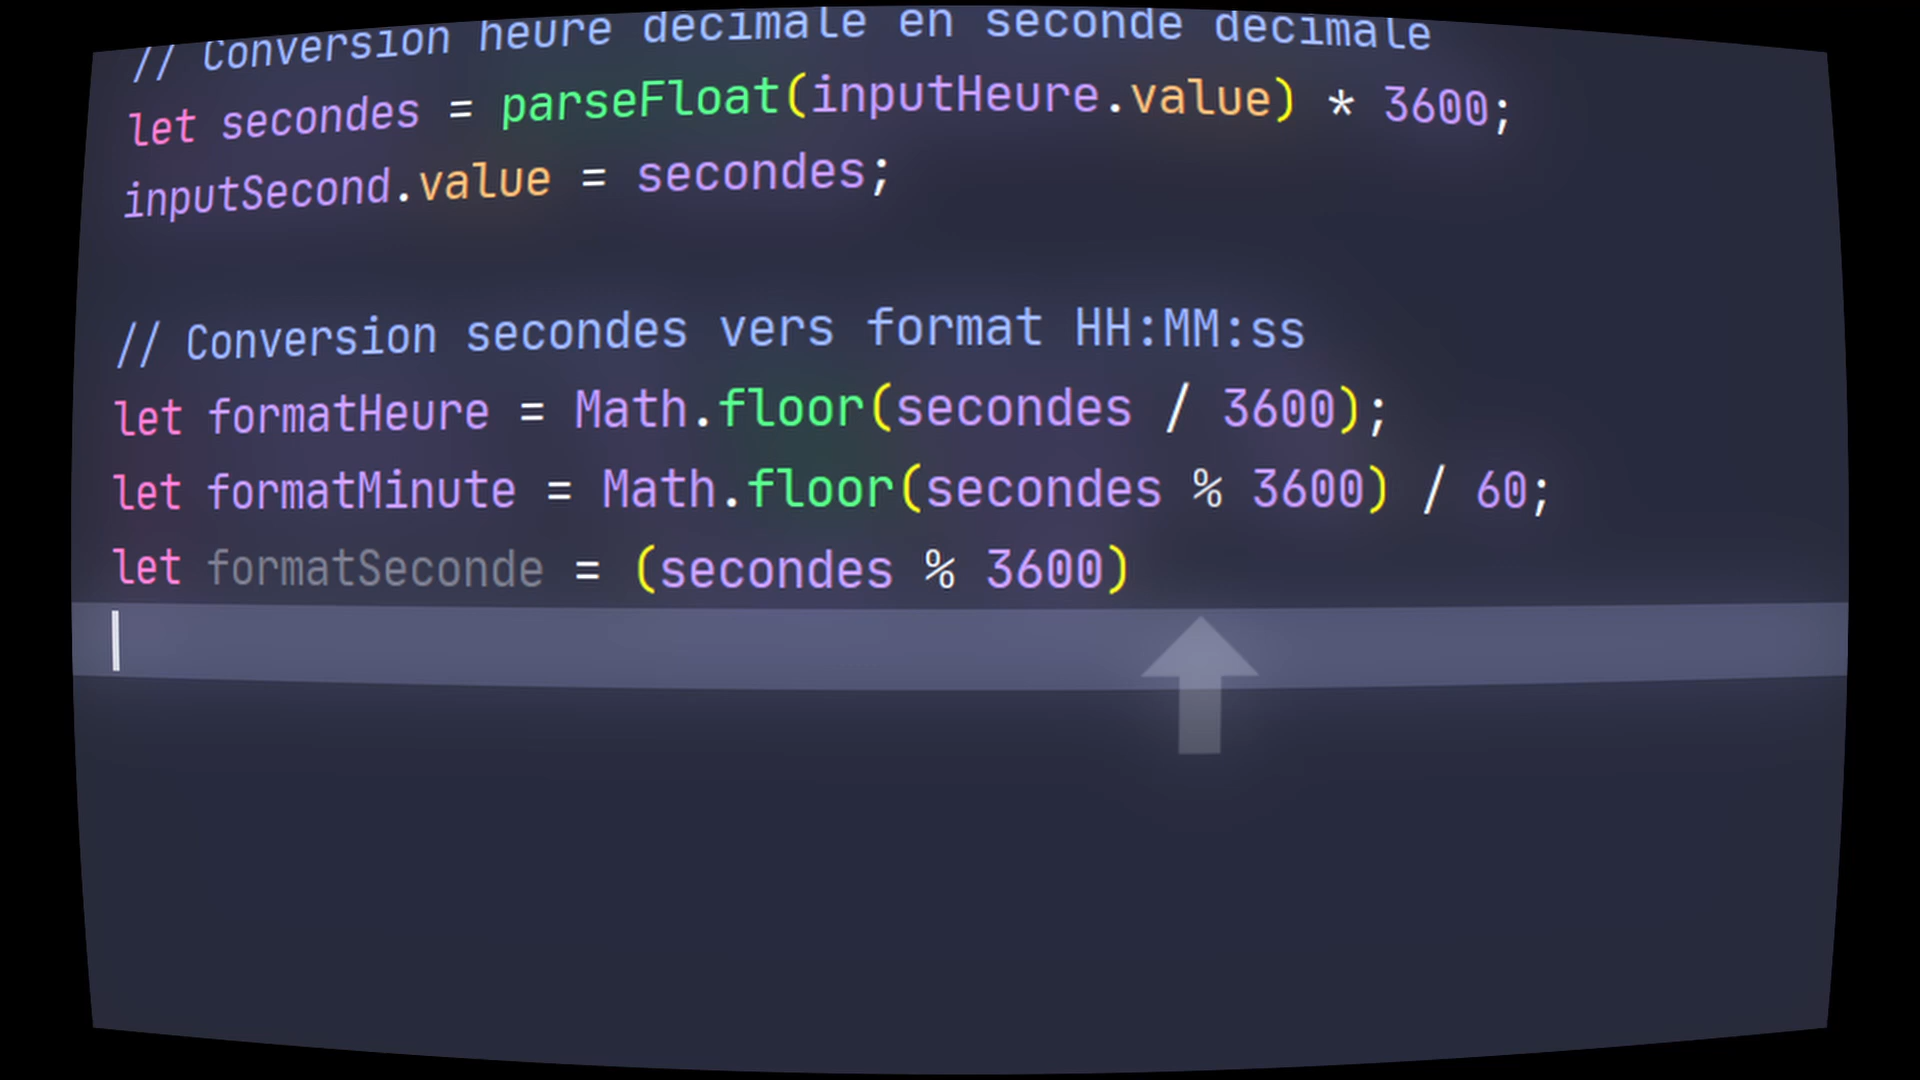 // Conversion heure decimale en seconde decimale
let secondes = parseFloat(inputHeure.value) * 3600;
inputSecond.value = secondes;
// Conversion secondes vers format HH:MM:ss
let formatHeure = Math.floor(secondes / 3600);
let formatMinute = Math.floor(secondes % 3600) / 60;
let formatSeconde = (secondes % 3600)